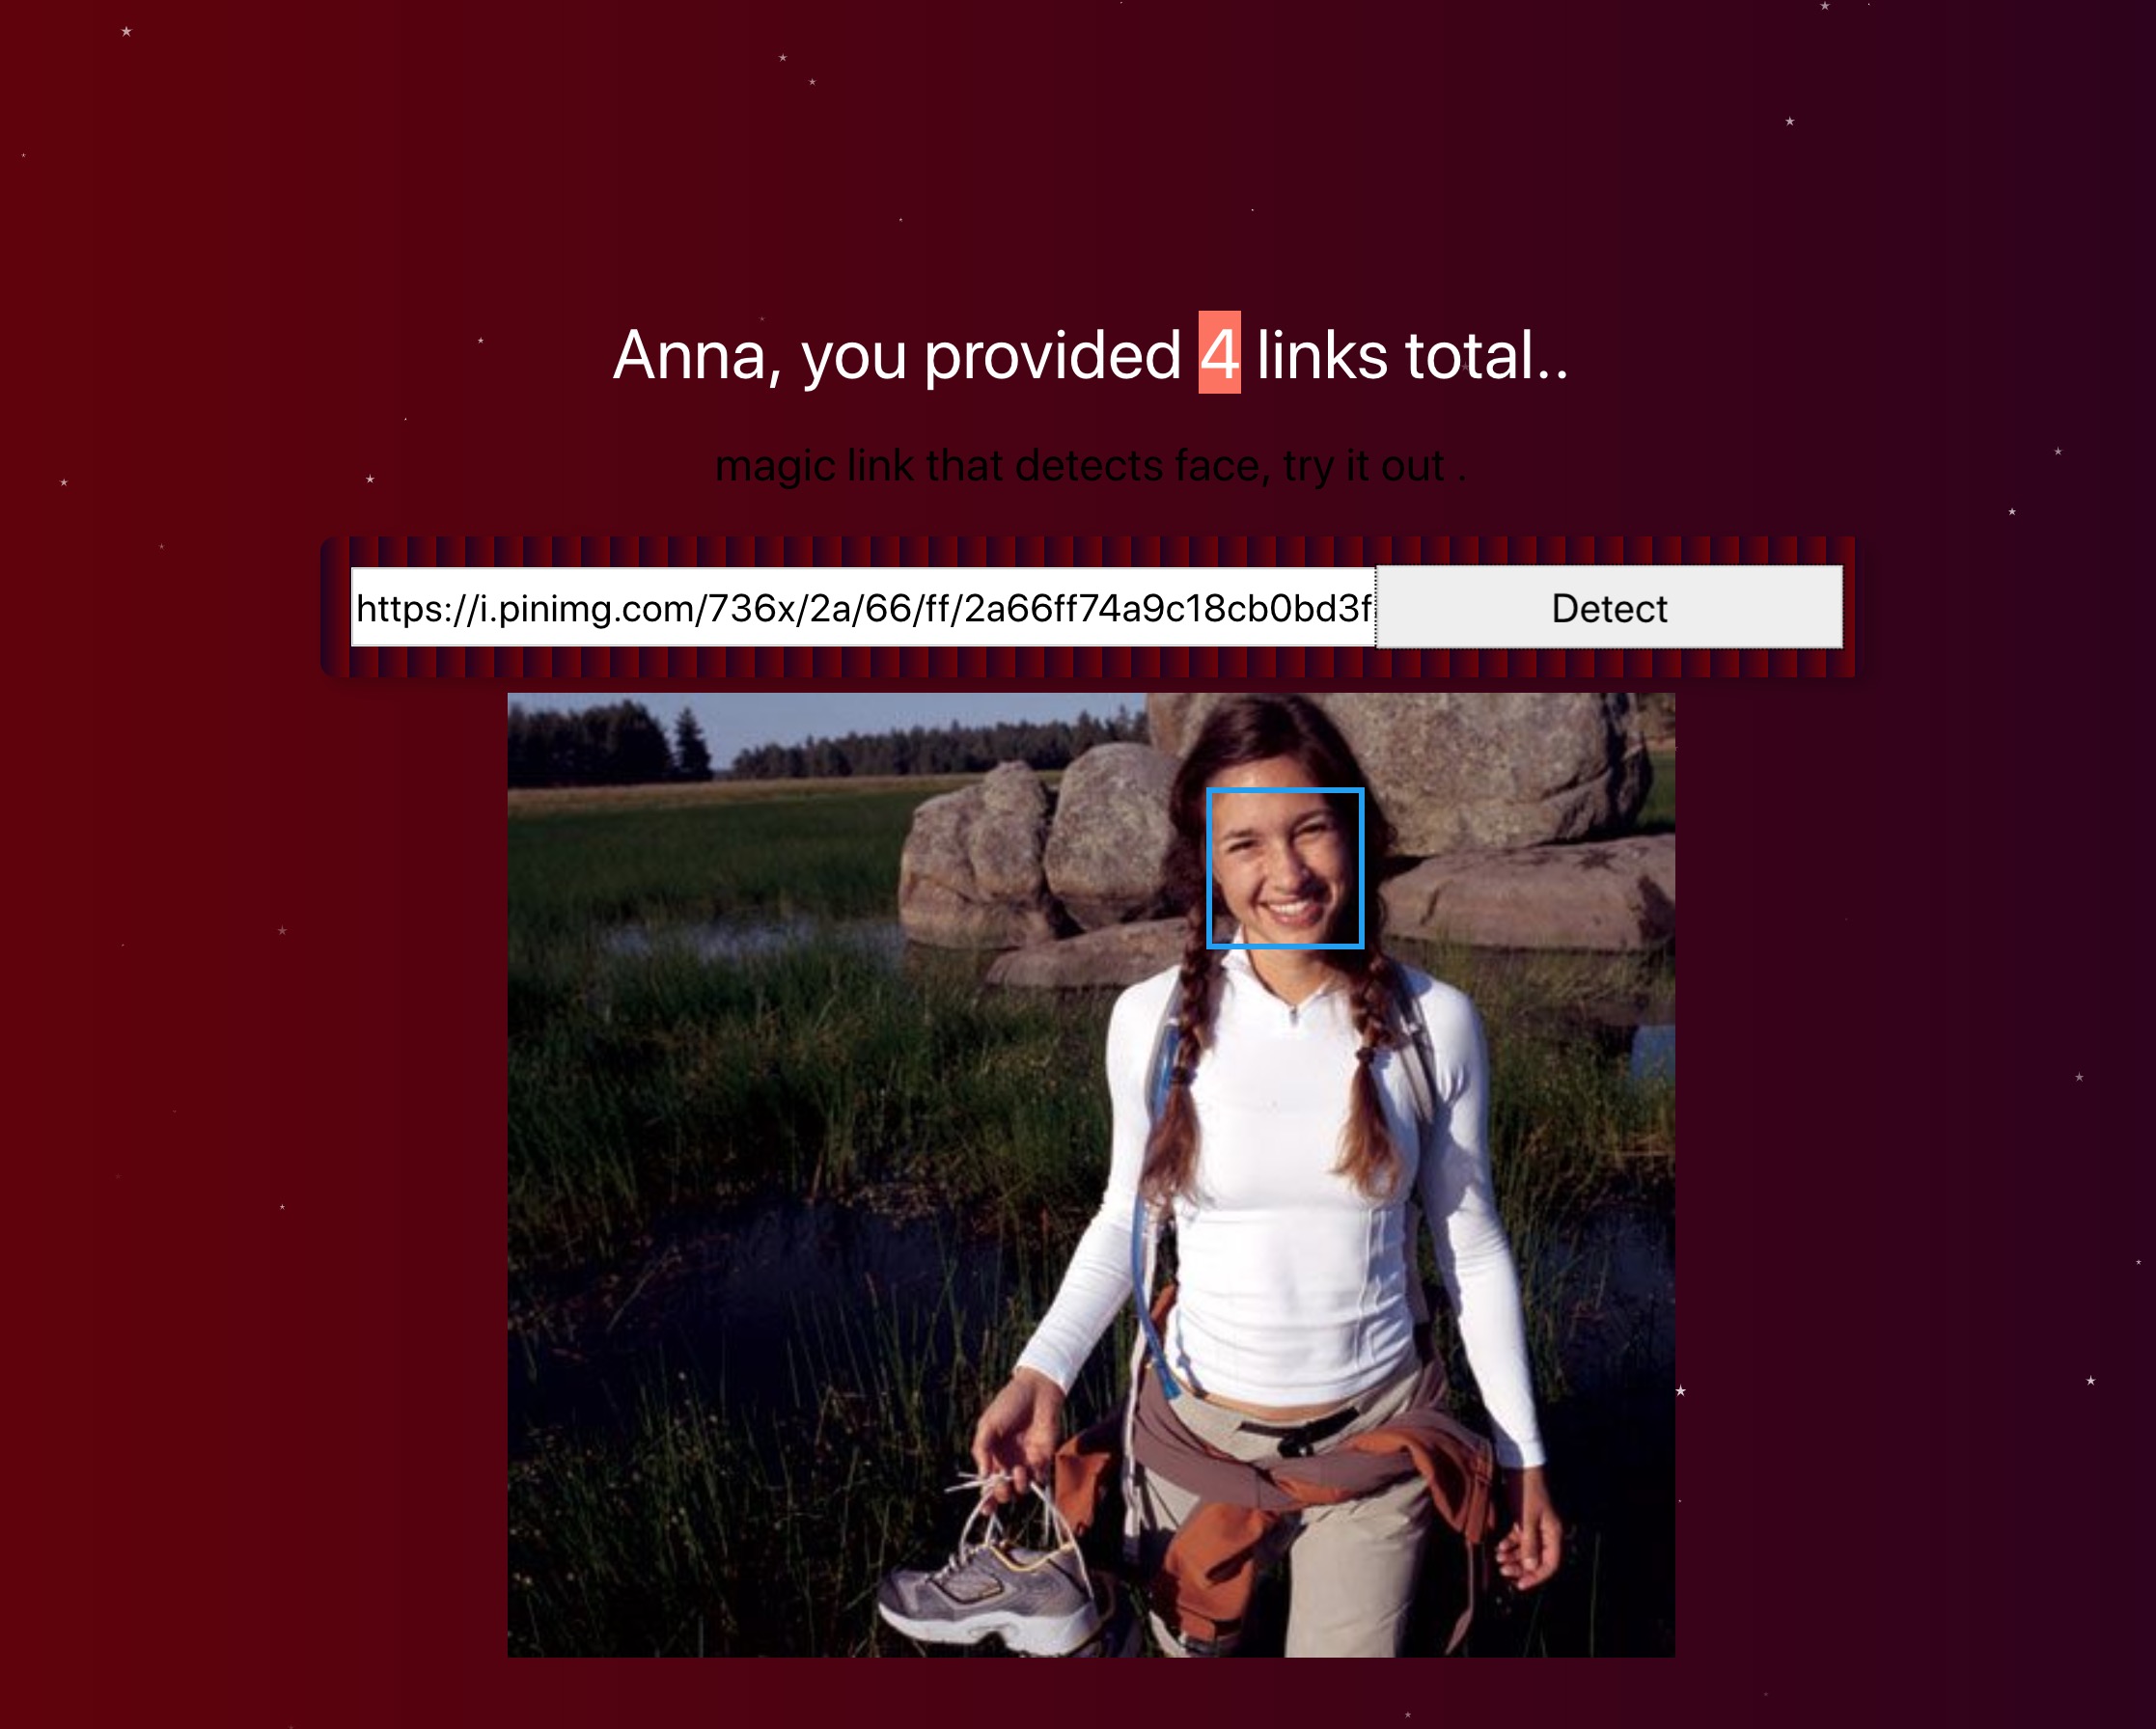 Anna, you provided 4 links total..
magic link that detects face, try it out .
https://i.pinimg.com/736x/2a/66/ff/2a66ff74a9c18cb0bd3f
Detect